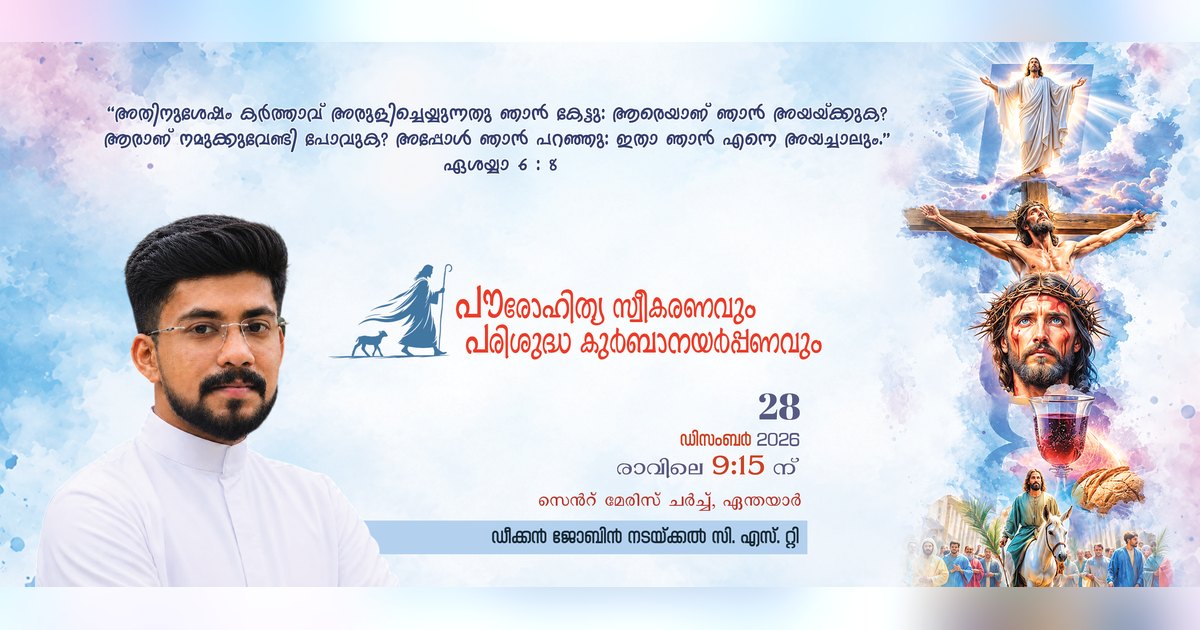 “അതിനുശേഷം കർത്താവ് അരുളിച്ചെയ്യുന്നതു ഞാൻ കേട്ടു: ആരെയാണ് ഞാൻ അയയ്ക്കുക?
ആരാണ് നമുക്കുവേണ്ടി പോവുക? അപ്പോൾ ഞാൻ പറഞ്ഞു: ഇതാ ഞാൻ എന്നെ അയച്ചാലും.”
ഏശയ്യാ 6 : 8
പൗരോഹിത്യ സ്വീകരണവും
പരിശുദ്ധ കുർബാനയർപ്പണവും
28
ഡിസംബർ 2026
രാവിലെ 9:15 ന്
സെൻറ് മേരിസ് ചർച്ച്, ഏന്തയാർ
ഡീക്കൻ ജോബിൻ നടയ്ക്കൽ സി. എസ്. റ്റി